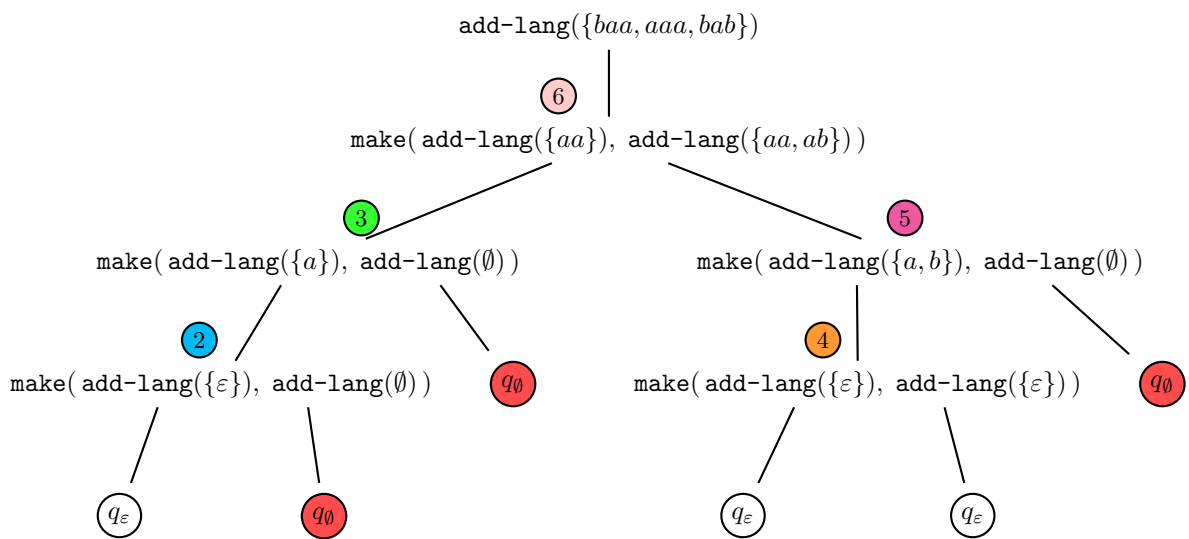 add-lang({baa, aaa, bab})
6
make( add-lang({aa}), add-lang({aa, ab}) )
3
5
make( add-lang({a}), add-lang(∅) )
make( add-lang({a, b}), add-lang(∅) )
2
4
make( add-lang({ε}), add-lang(∅) )
q∅
make( add-lang({ε}), add-lang({ε}) )
q∅
qε
q∅
qε
qε